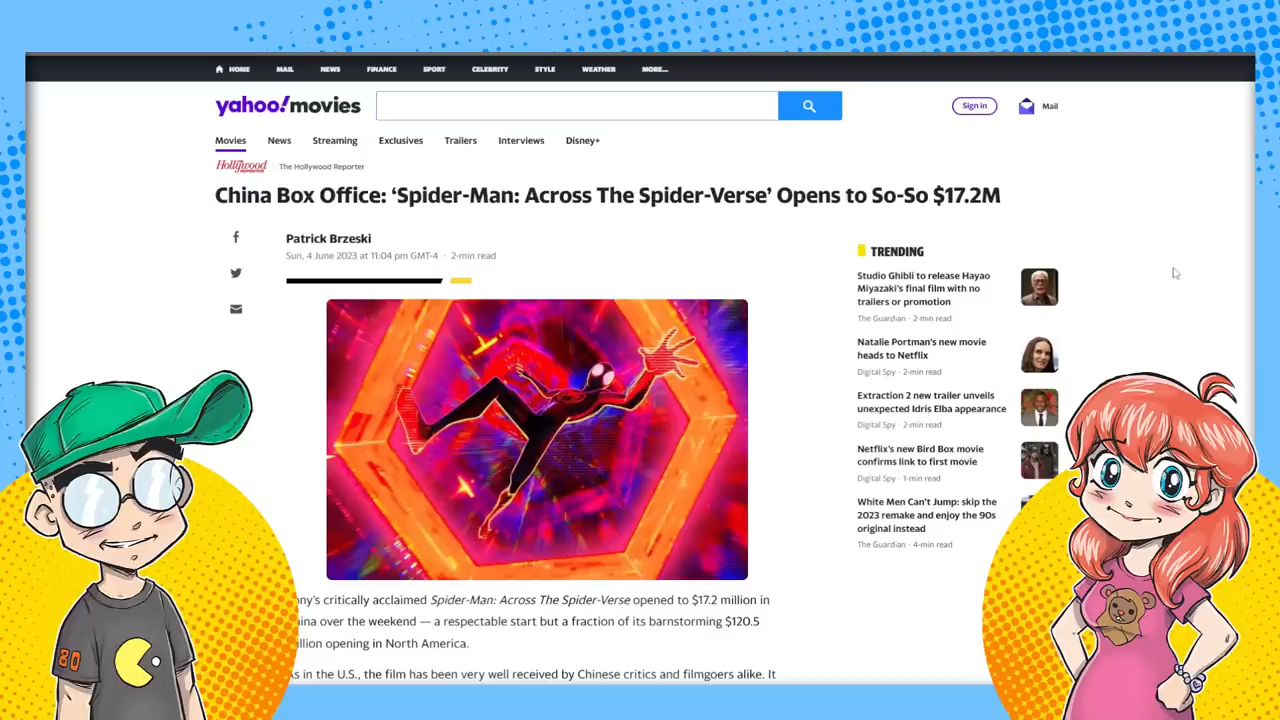 HOME MAIL NEWS FINANCE SPORT CELEBRITY STYLE WEATHER MORE...
yahoo!movies
Sign in
Mail
Movies News Streaming Exclusives Trailers Interviews Disney+
Hollywood REPORTER
The Hollywood Reporter
China Box Office: ‘Spider-Man: Across The Spider-Verse’ Opens to So-So $17.2M
Patrick Brzeski
Sun, 4 June 2023 at 11:04 pm GMT-4 · 2-min read
ny's critically acclaimed Spider-Man: Across The Spider-Verse opened to $17.2 million in
ina over the weekend — a respectable start but a fraction of its barnstorming $120.5
illion opening in North America.
As in the U.S., the film has been very well received by Chinese critics and filmgoers alike. It
TRENDING
Studio Ghibli to release Hayao
Miyazaki's final film with no
trailers or promotion
The Guardian · 2-min read
Natalie Portman's new movie
heads to Netflix
Digital Spy · 2-min read
Extraction 2 new trailer unveils
unexpected Idris Elba appearance
Digital Spy · 2-min read
Netflix's new Bird Box movie
confirms link to first movie
Digital Spy · 1-min read
White Men Can't Jump: skip the
2023 remake and enjoy the 90s
original instead
The Guardian · 4-min read
80